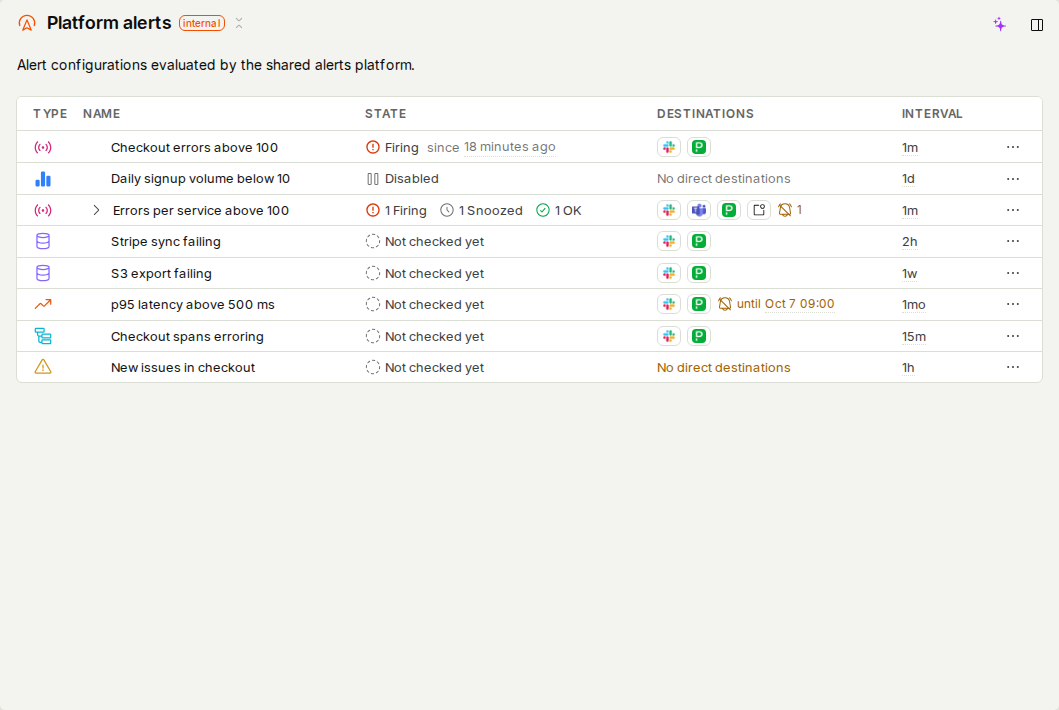 Platform alerts internal
Alert configurations evaluated by the shared alerts platform.
TYPE NAME STATE DESTINATIONS INTERVAL
Checkout errors above 100 Firing since 18 minutes ago 1m
Daily signup volume below 10 Disabled No direct destinations 1d
Errors per service above 100 1 Firing 1 Snoozed 1 OK 1 1m
Stripe sync failing Not checked yet 2h
S3 export failing Not checked yet 1w
p95 latency above 500 ms Not checked yet until Oct 7 09:00 1mo
Checkout spans erroring Not checked yet 15m
New issues in checkout Not checked yet No direct destinations 1h